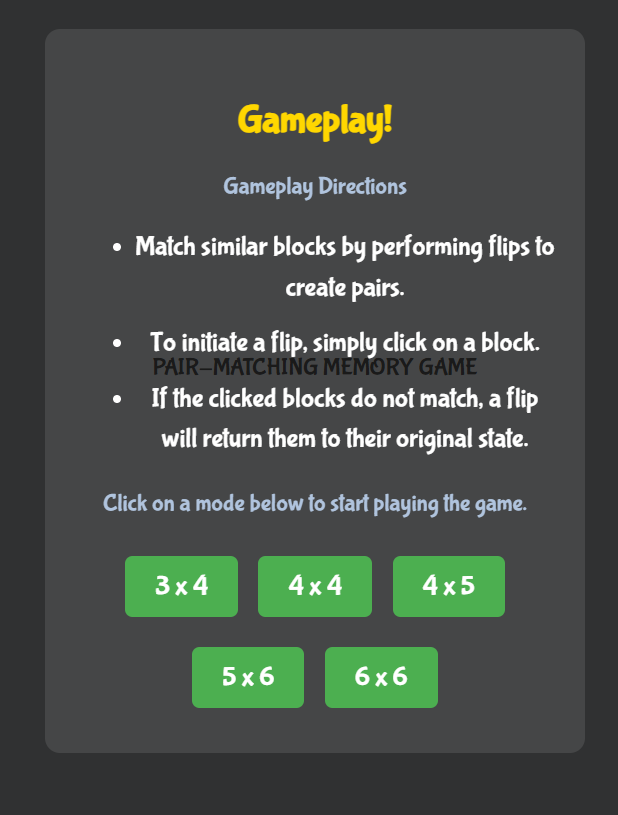 Gameplay!
Gameplay Directions
• Match similar blocks by performing flips to
create pairs.
• To initiate a flip, simply click on a block.
PAIR-MATCHING MEMORY GAME
• If the clicked blocks do not match, a flip
will return them to their original state.
Click on a mode below to start playing the game.
3 x 4 4 x 4 4 x 5
5 x 6 6 x 6